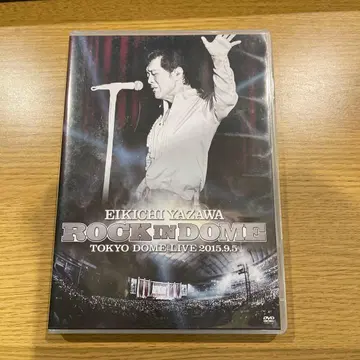 EIKICHI YAZAWA
ROCK IN DOME
TOKYO DOME LIVE 2015.9.5
DVD